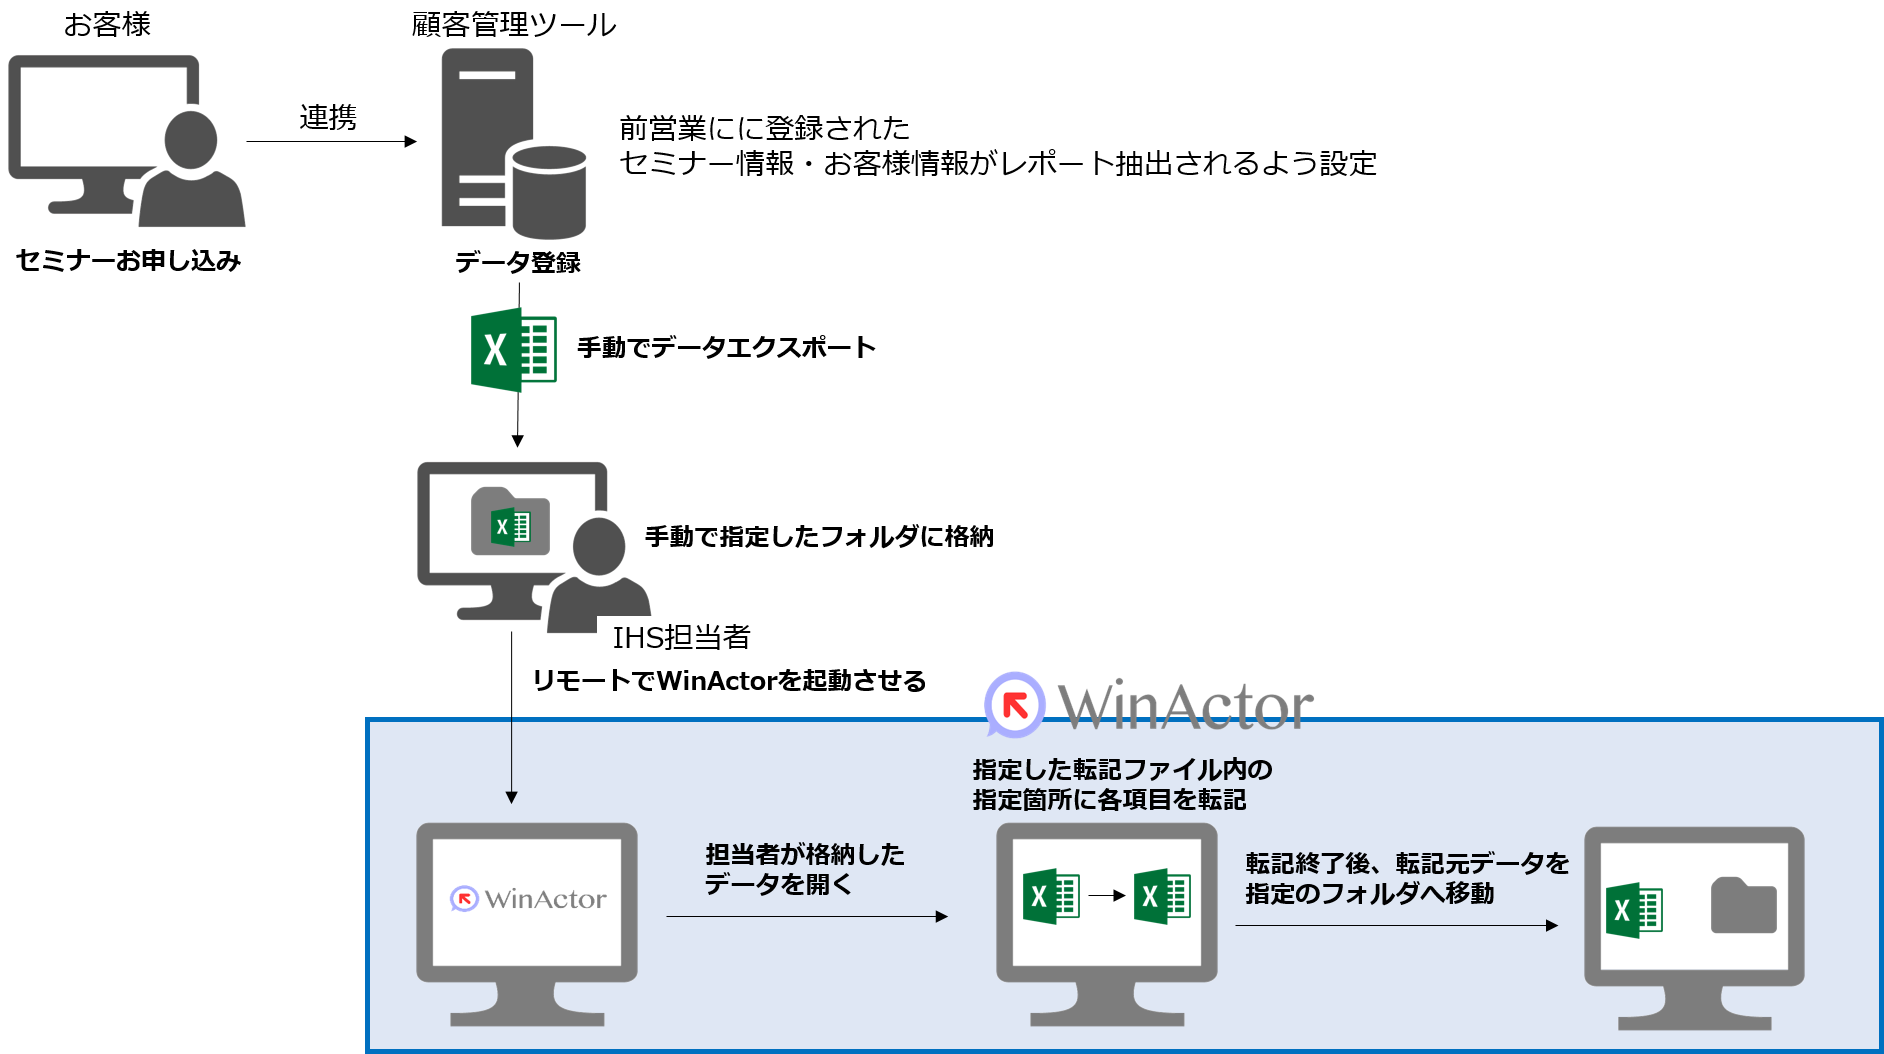 お客様
顧客管理ツール
連携
前営業にに登録された
セミナー情報・お客様情報がレポート抽出されるよう設定
セミナーお申し込み
データ登録
手動でデータエクスポート
手動で指定したフォルダに格納
IHS担当者
リモートでWinActorを起動させる
WinActor
指定した転記ファイル内の
指定箇所に各項目を転記
担当者が格納した
データを開く
転記終了後、転記元データを
指定のフォルダへ移動
WinActor